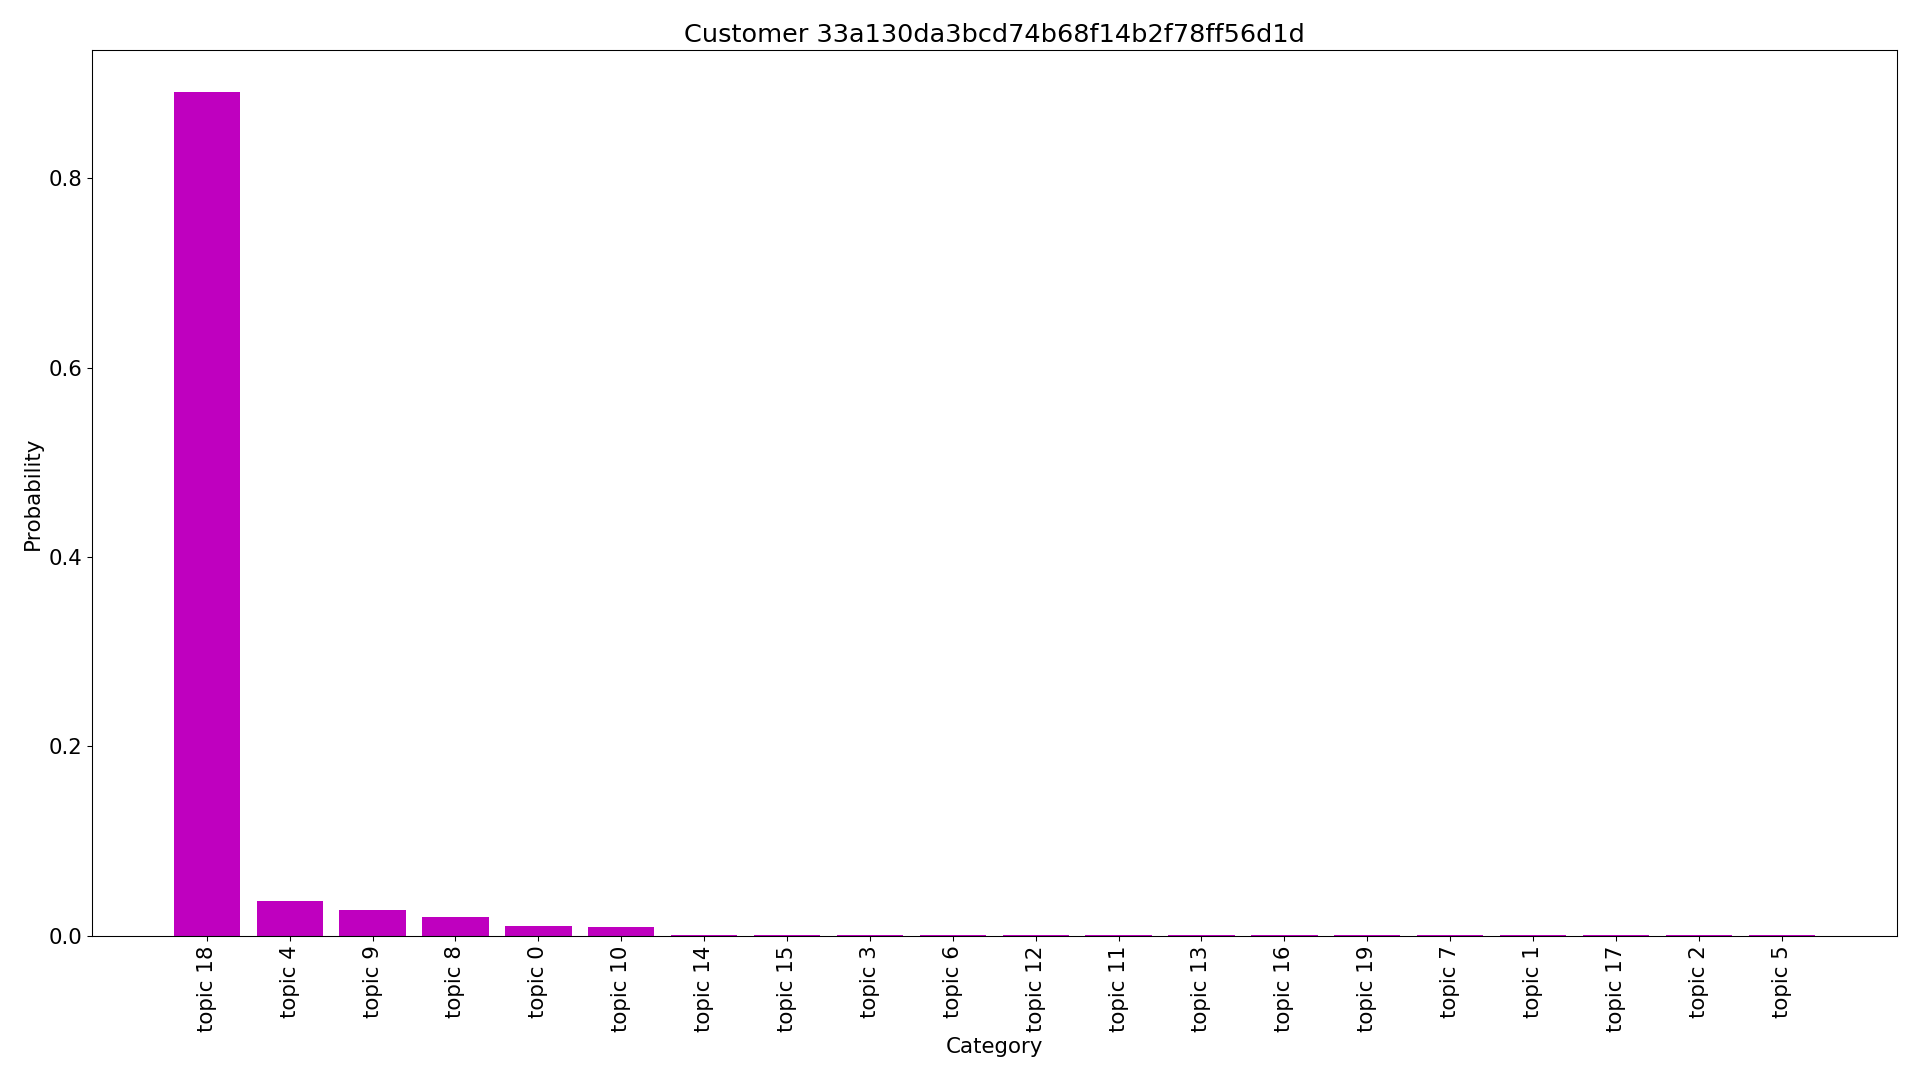 Customer 33a130da3bcd74b68f14b2f78ff56d1d
Probability
0.8
0.6
0.4
0.2
0.0
topic 18
topic 4
topic 9
topic 8
topic 0
topic 10
topic 14
topic 15
topic 3
topic 6
topic 12
topic 11
topic 13
topic 16
topic 19
topic 7
topic 1
topic 17
topic 2
topic 5
Category